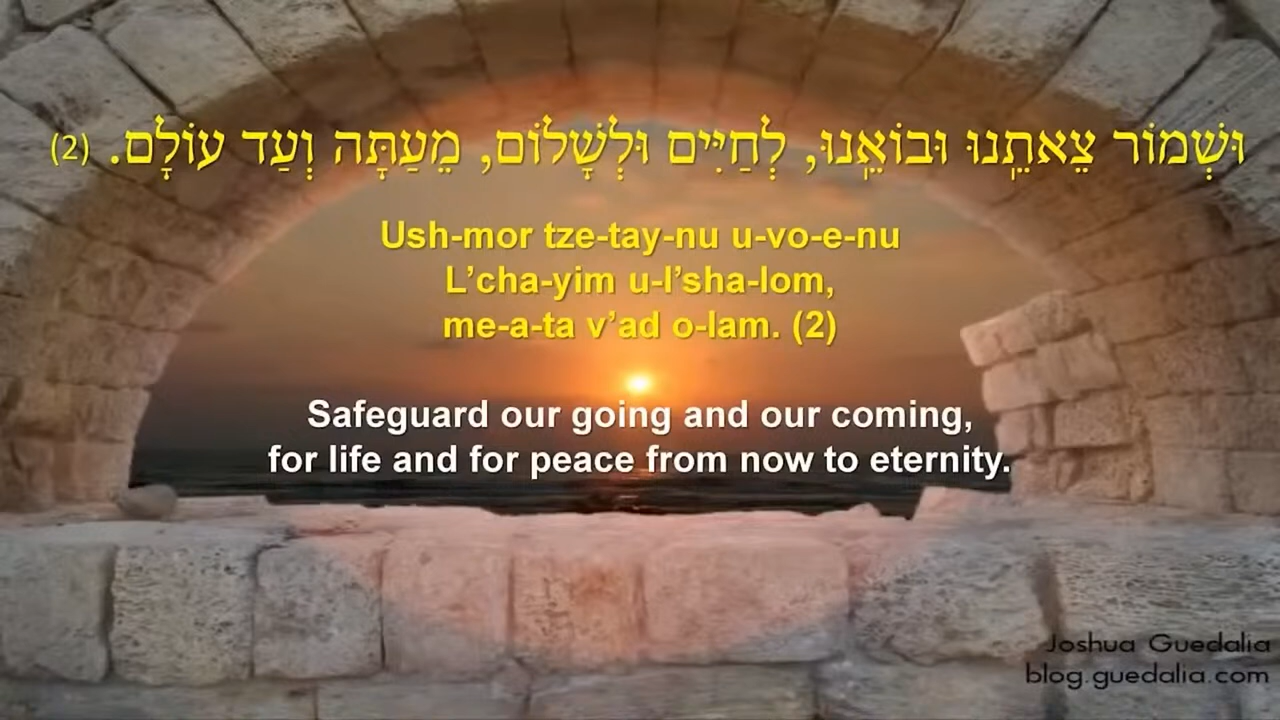 וּשְׁמוֹר צֵאתֵֽנוּ וּבוֹאֵֽנוּ, לְחַיִּים וּלְשָׁלוֹם, מֵעַתָּה וְעַד עוֹלָם. (2)
Ush-mor tze-tay-nu u-vo-e-nu
L’cha-yim u-l’sha-lom,
me-a-ta v’ad o-lam. (2)
Safeguard our going and our coming,
for life and for peace from now to eternity.
Joshua Guedalia
blog.guedalia.com